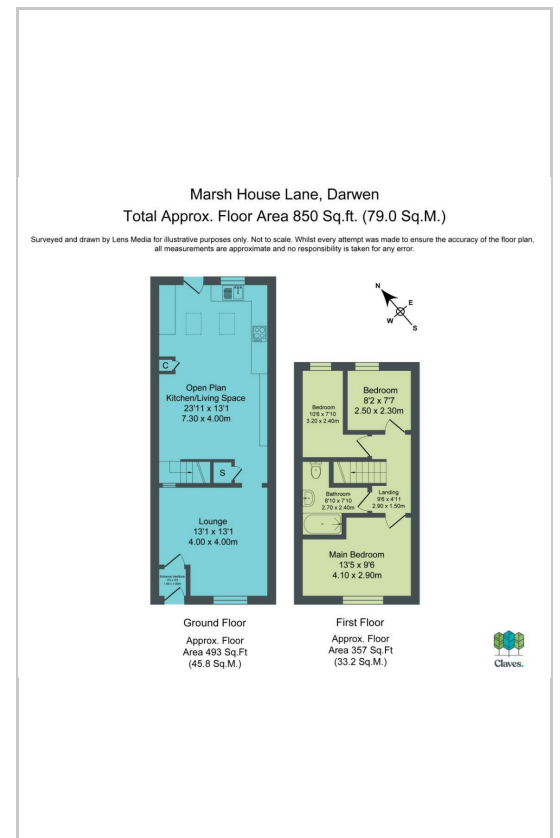 Marsh House Lane, Darwen
Total Approx. Floor Area 850 Sq.ft. (79.0 Sq.M.)
Surveyed and drawn by Lens Media for illustrative purposes only. Not to scale. Whilst every attempt was made to ensure the accuracy of the floor plan,
all measurements are approximate and no responsibility is taken for any error.
N
E
W
S
C
Open Plan
Kitchen/Living Space
23'11 x 13'1
7.30 x 4.00m
S
Lounge
13'1 x 13'1
4.00 x 4.00m
Entrance Vestibule
Bedroom
10'6 x 7'10
3.20 x 2.40m
Bedroom
8'2 x 7'7
2.50 x 2.30m
Bathroom
8'10 x 7'10
2.70 x 2.40m
Landing
9'6 x 4'11
2.90 x 1.50m
Main Bedroom
13'5 x 9'6
4.10 x 2.90m
Ground Floor
Approx. Floor
Area 493 Sq.Ft
(45.8 Sq.M.)
First Floor
Approx. Floor
Area 357 Sq.Ft
(33.2 Sq.M.)
Claves.